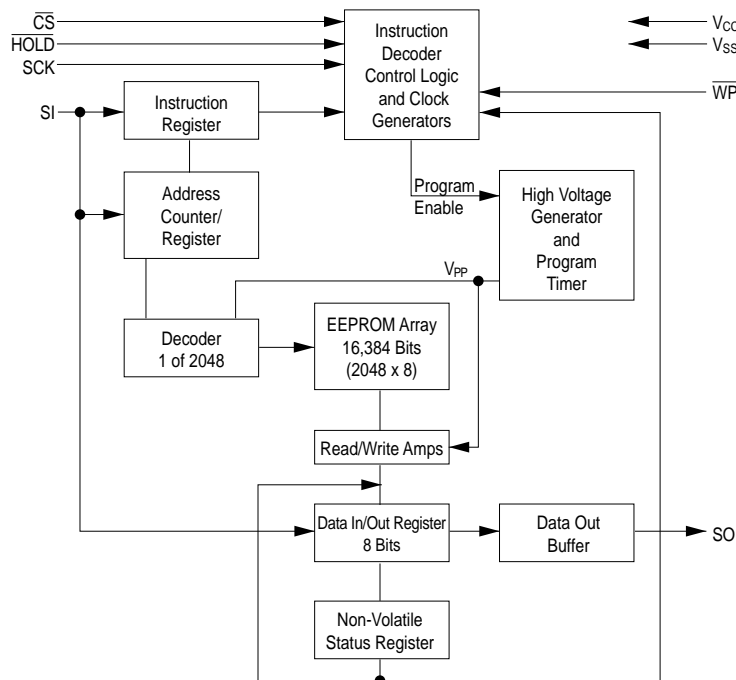 CS
HOLD
SCK
SI
Instruction
Decoder
Control Logic
and Clock
Generators
VCC
VSS
WP
Instruction
Register
Address
Counter/
Register
Program
Enable
High Voltage
Generator
and
Program
Timer
VPP
Decoder
1 of 2048
EEPROM Array
16,384 Bits
(2048 x 8)
Read/Write Amps
Data In/Out Register
8 Bits
Data Out
Buffer
SO
Non-Volatile
Status Register